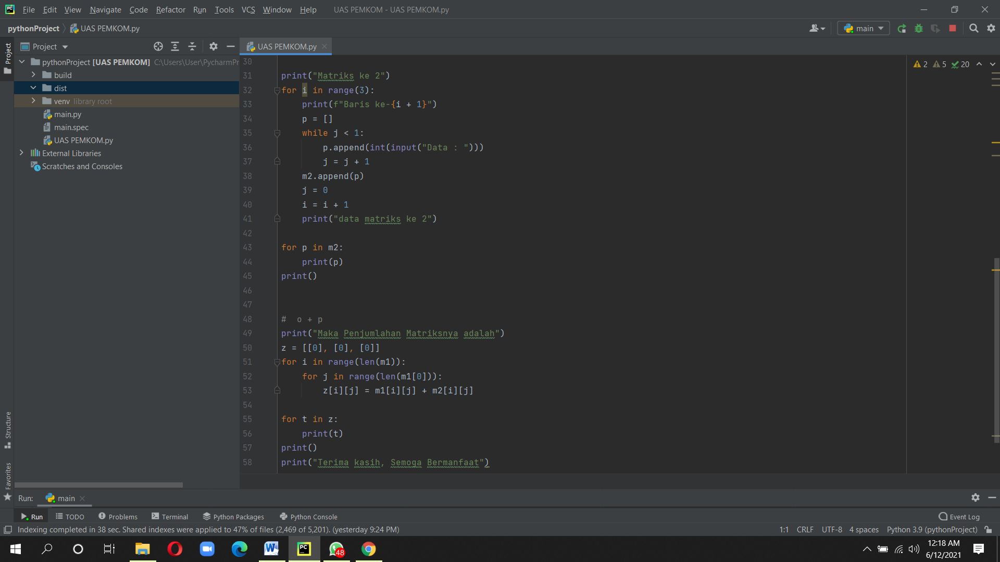 File Edit View Navigate Code Refactor Run Tools VCS Window Help UAS PEMKOM - UAS PEMKOM.py
pythonProject UAS PEMKOM.py main
Project
Project
UAS PEMKOM.py
pythonProject [UAS PEMKOM] C:\Users\User\PycharmPr
build
dist
venv library root
main.py
main.spec
UAS PEMKOM.py
External Libraries
Scratches and Consoles
2 5 20
30
31 print("Matriks ke 2")
32 for i in range(3):
33 print(f"Baris ke-{i + 1}")
34 p = []
35 while j < 1:
36 p.append(int(input("Data : ")))
37 j = j + 1
38 m2.append(p)
39 j = 0
40 i = i + 1
41 print("data matriks ke 2")
42
43 for p in m2:
44 print(p)
45 print()
46
47
48 #  o + p
49 print("Maka Penjumlahan Matriksnya adalah")
50 z = [[0], [0], [0]]
51 for i in range(len(m1)):
52 for j in range(len(m1[0])):
53 z[i][j] = m1[i][j] + m2[i][j]
54
55 for t in z:
56 print(t)
57 print()
58 print("Terima kasih, Semoga Bermanfaat")
Structure
Favorites
Run: main
Run TODO Problems Terminal Python Packages Python Console Event Log
Indexing completed in 38 sec. Shared indexes were applied to 47% of files (2,469 of 5,201). (yesterday 9:24 PM) 1:1 CRLF UTF-8 4 spaces Python 3.9 (pythonProject)
PC
48
12:18 AM
6/12/2021